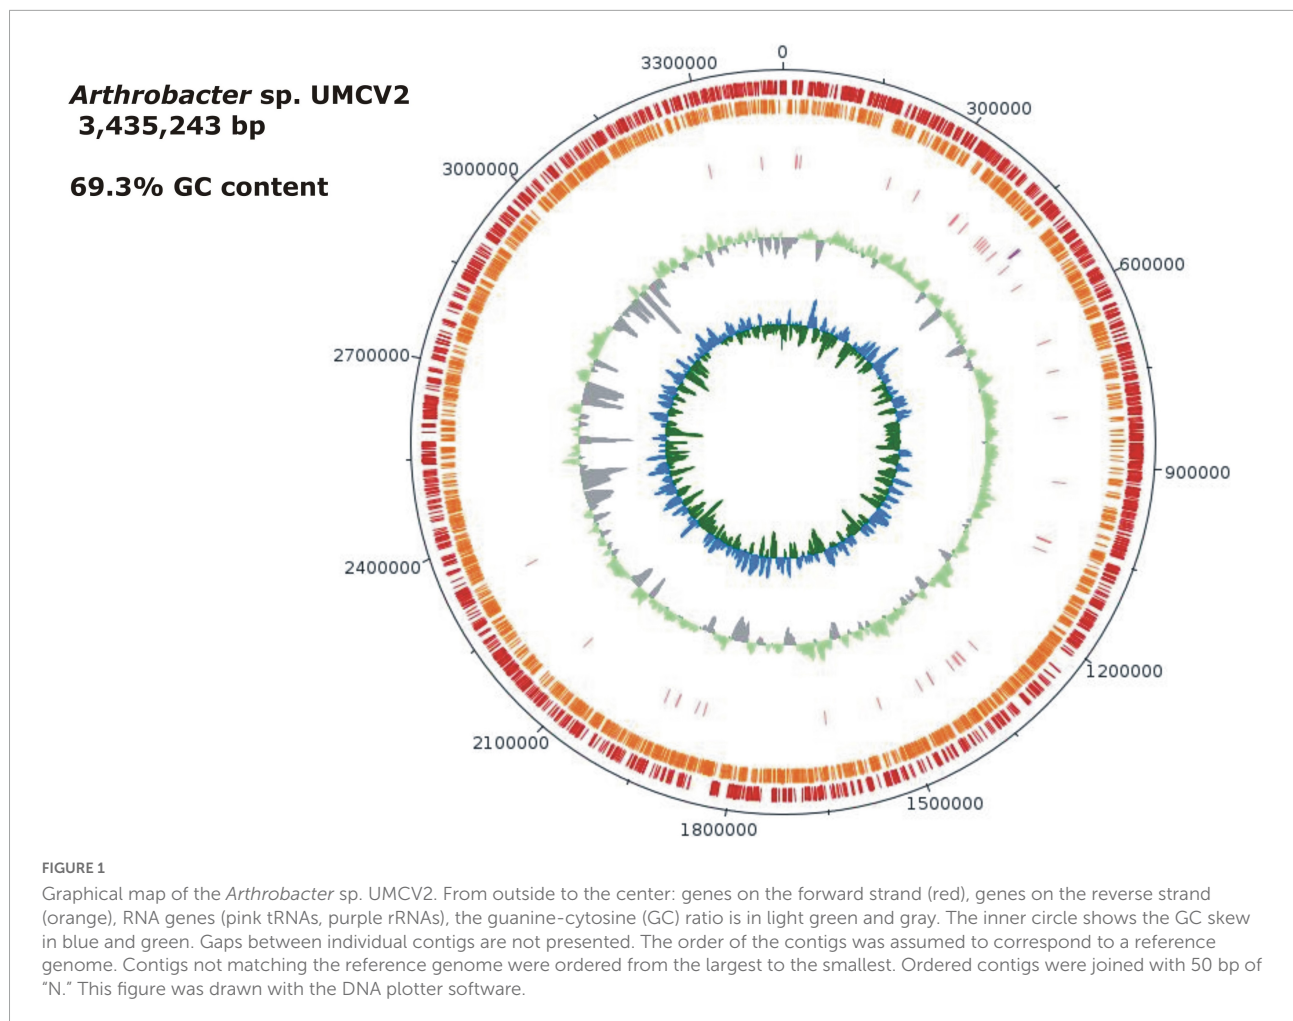 Arthrobacter sp. UMCV2
3,435,243 bp
69.3% GC content
0
300000
600000
900000
1200000
1500000
1800000
2100000
2400000
2700000
3000000
3300000
FIGURE 1
Graphical map of the Arthrobacter sp. UMCV2. From outside to the center: genes on the forward strand (red), genes on the reverse strand
(orange), RNA genes (pink tRNAs, purple rRNAs), the guanine-cytosine (GC) ratio is in light green and gray. The inner circle shows the GC skew
in blue and green. Gaps between individual contigs are not presented. The order of the contigs was assumed to correspond to a reference
genome. Contigs not matching the reference genome were ordered from the largest to the smallest. Ordered contigs were joined with 50 bp of
“N.” This figure was drawn with the DNA plotter software.